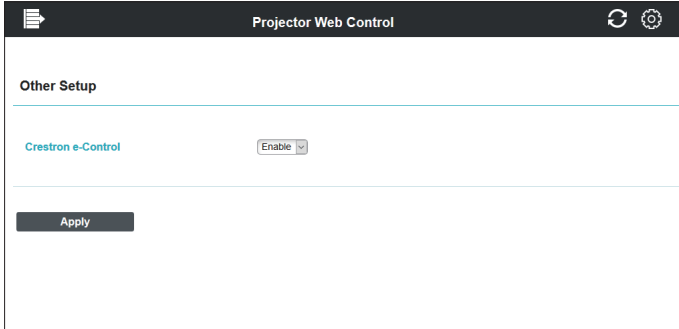 Projector Web Control
Other Setup
Crestron e-Control
Enable
Apply